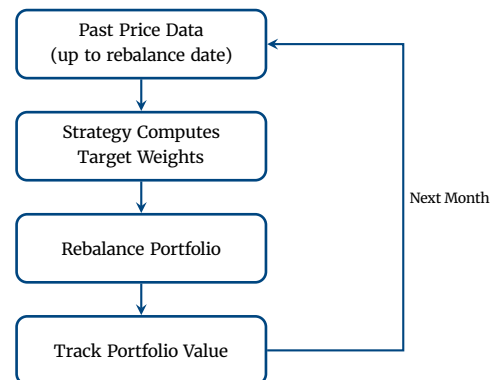 Past Price Data
(up to rebalance date)
Strategy Computes
Target Weights
Rebalance Portfolio
Next Month
Track Portfolio Value